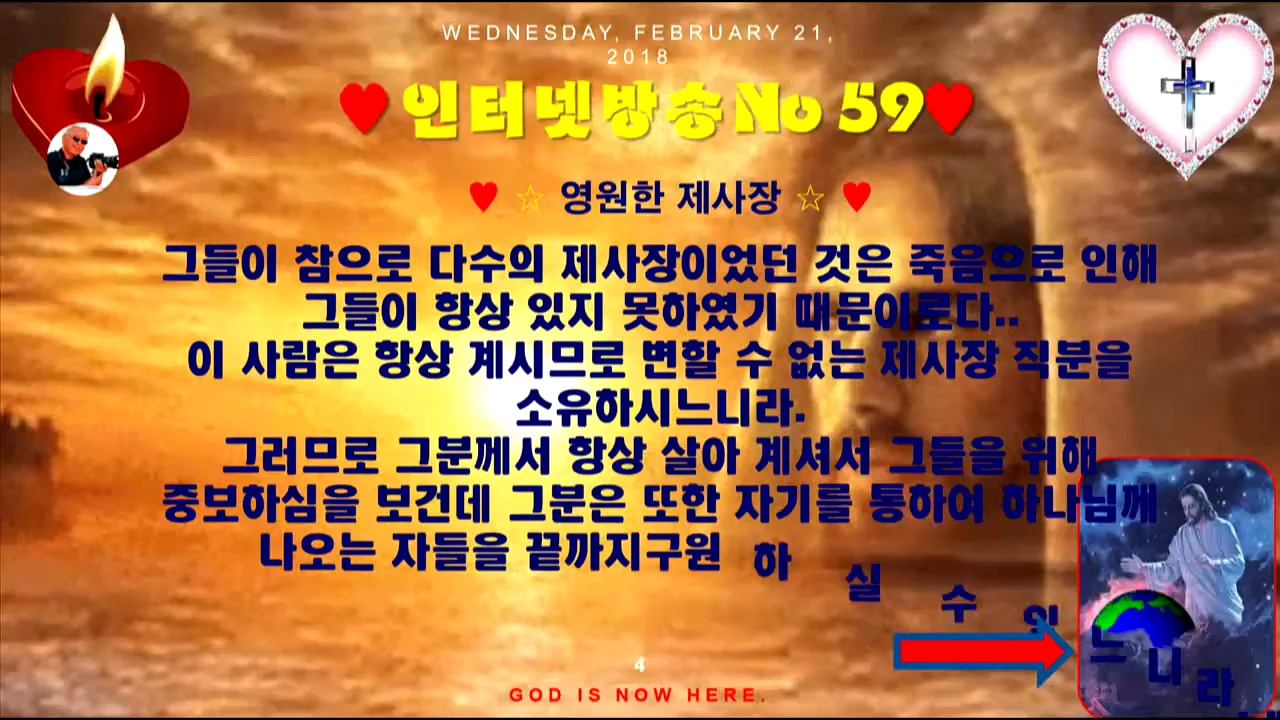 WEDNESDAY, FEBRUARY 21,
2018
인터넷방송No 59
영원한 제사장
그들이 참으로 다수의 제사장이었던 것은 죽음으로 인해
그들이 항상 있지 못하였기 때문이로다..
이 사람은 항상 계시므로 변할 수 없는 제사장 직분을
소유하시느니라.
그러므로 그분께서 항상 살아 계셔서 그들을 위해
중보하심을 보건데 그분은 또한 자기를 통하여 하나님께
나오는 자들을 끝까지구원 하 실 수 있 느 니 라
4
GOD IS NOW HERE.